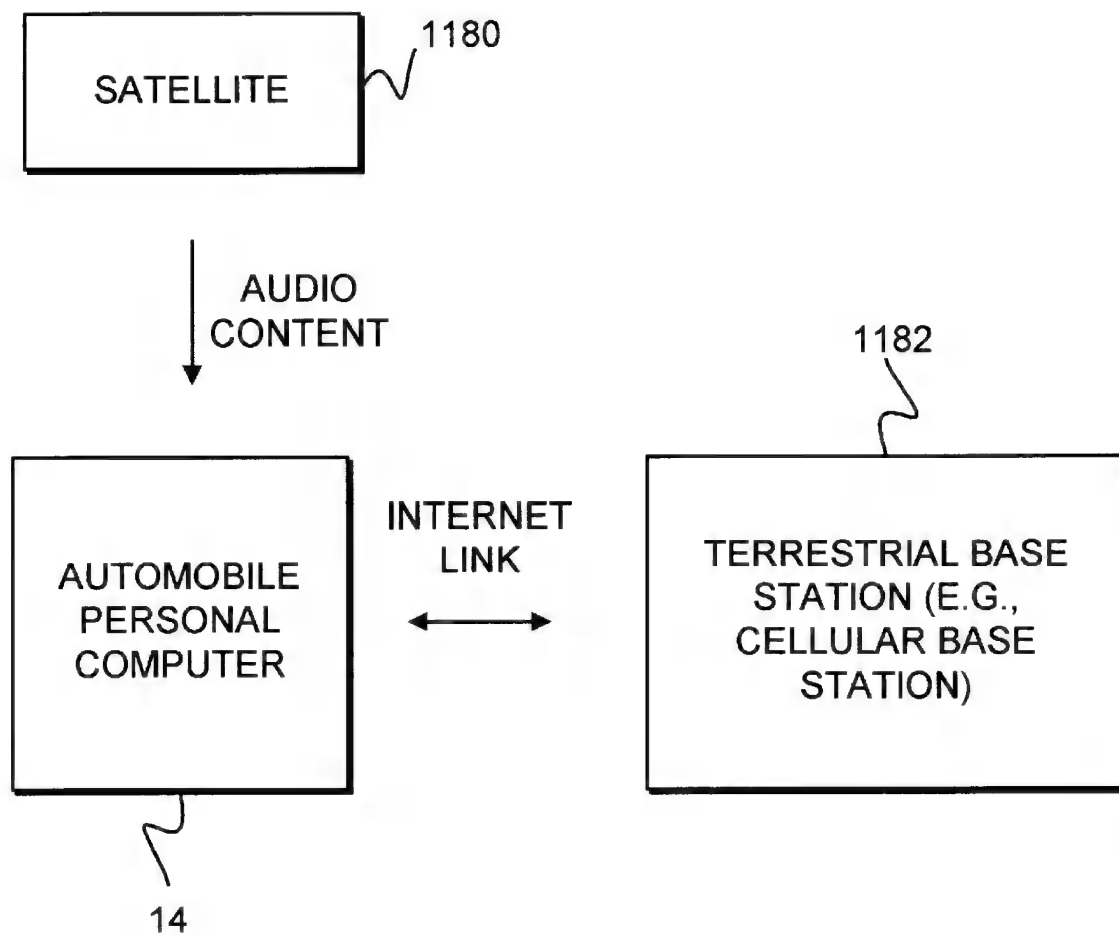 1180
SATELLITE
AUDIO
CONTENT
1182
INTERNET
LINK
AUTOMOBILE
PERSONAL
COMPUTER
TERRESTRIAL BASE
STATION (E.G.,
CELLULAR BASE
STATION)
14